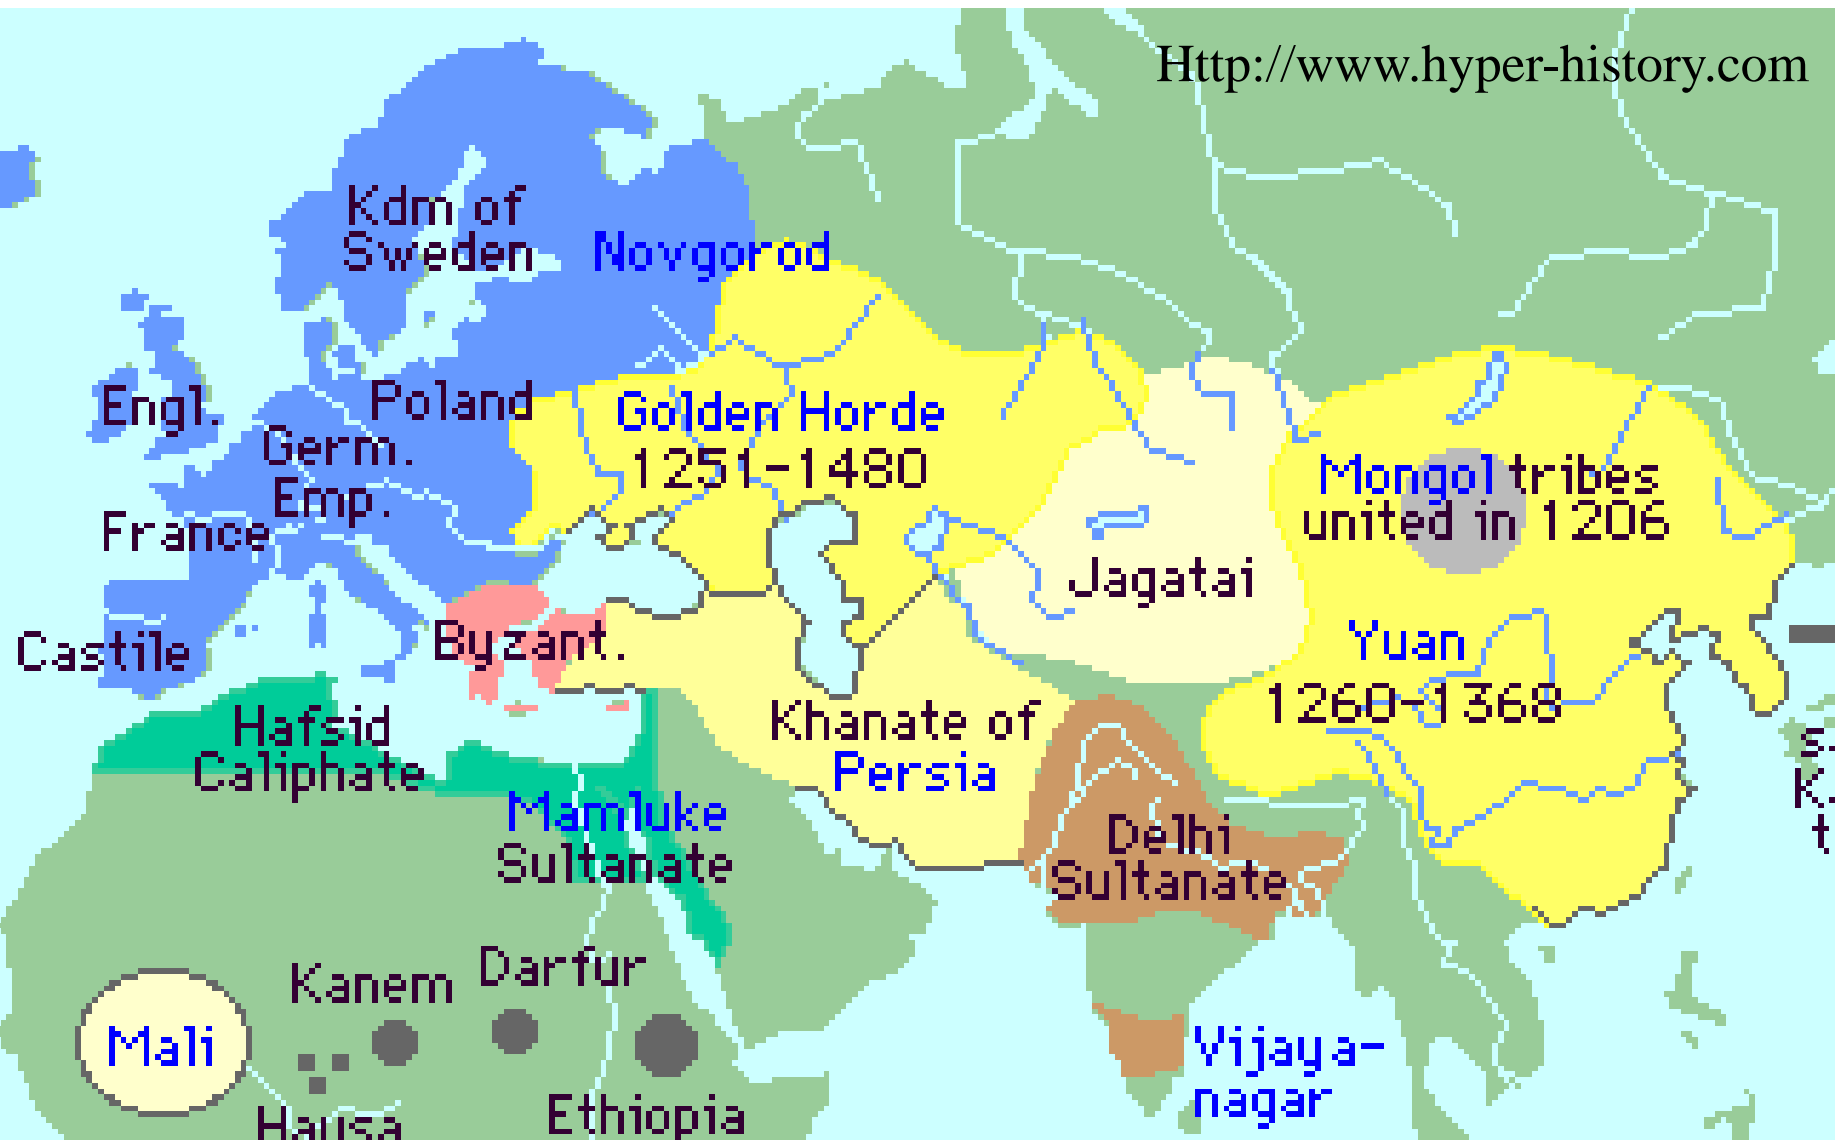 Http://www.hyper-history.com
Kdm of
Sweden
Novgorod
Engl.
Poland
Golden Horde
1251-1480
Germ.
Emp.
France
Mongol tribes
united in 1206
Jagatai
Castile
Byzant.
Yuan
1260-1368
Hafsid
Caliphate
Khanate of
Persia
s.
K.
t
Mamluke
Sultanate
Delhi
Sultanate
Kanem
Darfur
Mali
Vijaya-
nagar
Hausa
Ethiopia